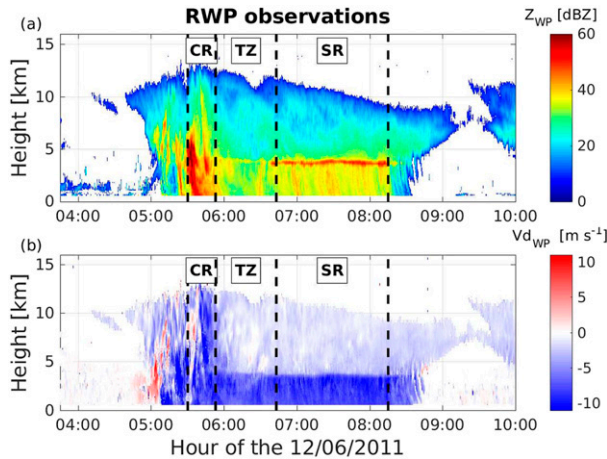 RWP observations
Z_WP [dBZ]
(a)
CR TZ SR
Height [km]
15
10
5
0
60
50
40
30
20
10
0
04:00 05:00 06:00 07:00 08:00 09:00 10:00
Vd_WP [m s⁻¹]
(b)
CR TZ SR
Height [km]
15
10
5
0
10
5
0
-5
-10
04:00 05:00 06:00 07:00 08:00 09:00 10:00
Hour of the 12/06/2011